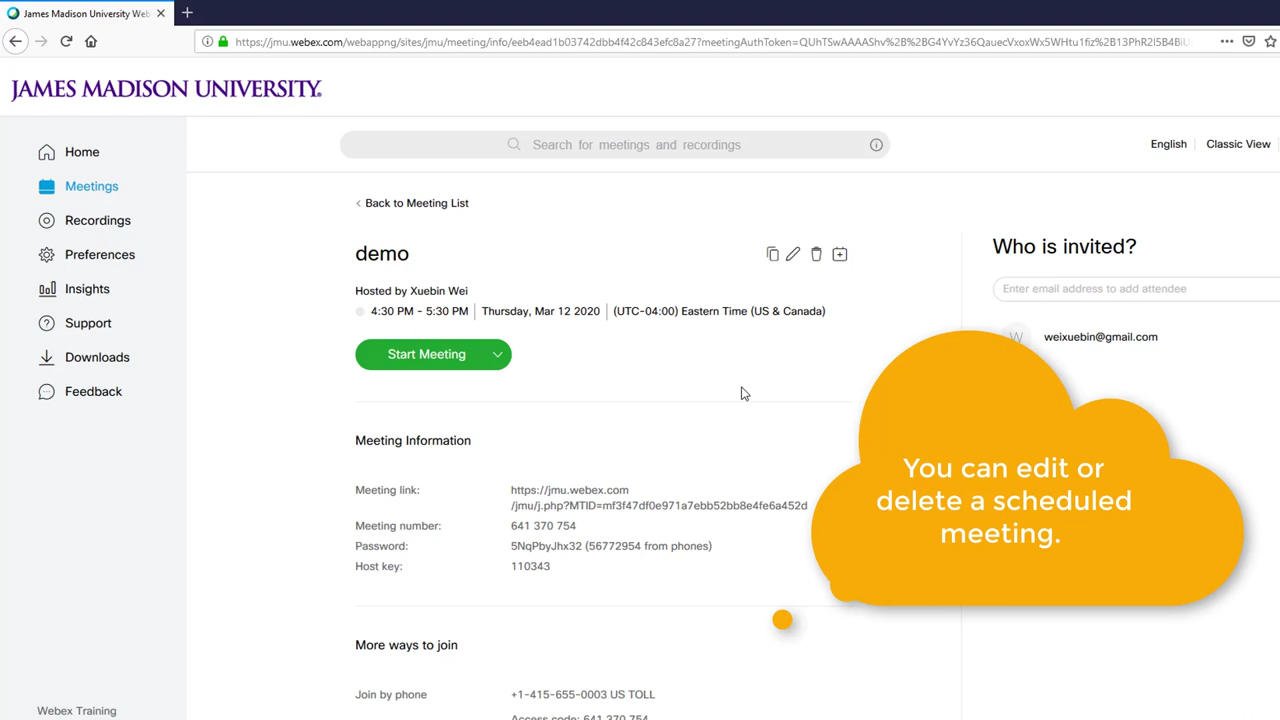 James Madison University Web
https://jmu.webex.com/webappng/sites/jmu/meeting/info/eeb4ead1b03742dbb4f42c843efc8a27?meetingAuthToken=QUhTSwAAAAShv%2B%2BG4YvYz36QauecVxoxWx5WHtu1fiz%2B13PhR2I5B4Bi
JAMES MADISON UNIVERSITY.
Home
Meetings
Recordings
Preferences
Insights
Support
Downloads
Feedback
Webex Training
Search for meetings and recordings
English
Classic View
Back to Meeting List
demo
Hosted by Xuebin Wei
4:30 PM - 5:30 PM | Thursday, Mar 12 2020 | (UTC-04:00) Eastern Time (US & Canada)
Start Meeting
Meeting Information
Meeting link: https://jmu.webex.com
/jmu/j.php?MTID=mf3f47df0e971a7ebb52bb8e4fe6a452d
Meeting number: 641 370 754
Password: 5NqPbyJhx32 (56772954 from phones)
Host key: 110343
More ways to join
Join by phone +1-415-655-0003 US TOLL
Access code: 641 370 754
Who is invited?
Enter email address to add attendee
W weixuebin@gmail.com
You can edit or
delete a scheduled
meeting.